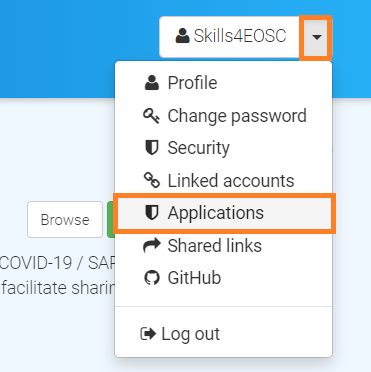 Skills4EOSC
Profile
Change password
Security
Linked accounts
Browse
Applications
COVID-19 / SAR
Shared links
facilitate sharin
GitHub
Log out